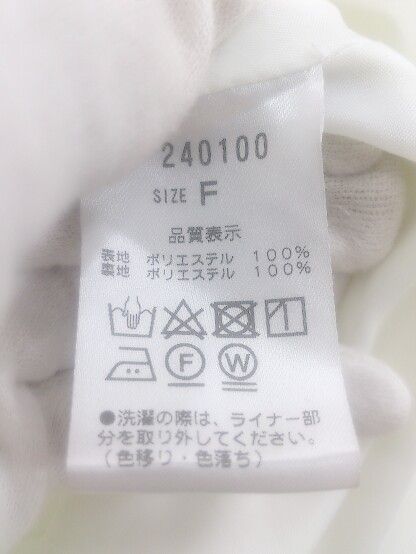 240100
SIZE F
品質表示
表地 ポリエステル 100%
裏地 ポリエステル 100%
F W
●洗濯の際は、ライナー部
分を取り外してください。
(色移り・色落ち)